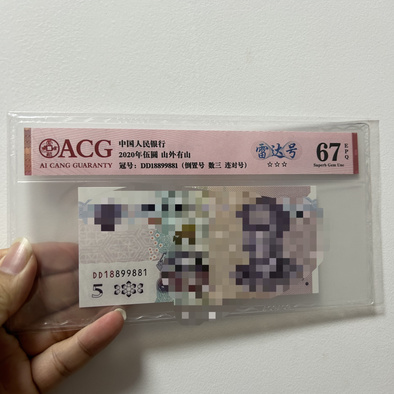 ACG
AI CANG GUARANTY
中国人民银行
2020年伍圆 山外有山
冠号：DD18899881 (倒置号 数三 连对号)
雷达号
☆☆☆
67 EPQ
Superb Gem Unc
DD18899881
5